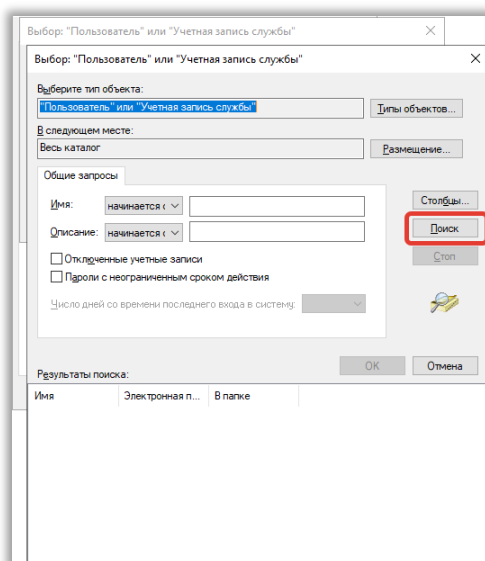 Выбор: "Пользователь" или "Учетная запись службы"
Выбор: "Пользователь" или "Учетная запись службы"
Выберите тип объекта:
"Пользователь" или "Учетная запись службы"
Типы объектов...
В следующем месте:
Весь каталог
Размещение...
Общие запросы
Имя:
начинается с
Столбцы...
Описание:
начинается с
Поиск
Отключенные учетные записи
Стоп
Пароли с неограниченным сроком действия
Число дней со времени последнего входа в систему:
OK
Отмена
Результаты поиска:
Имя
Электронная п...
В папке